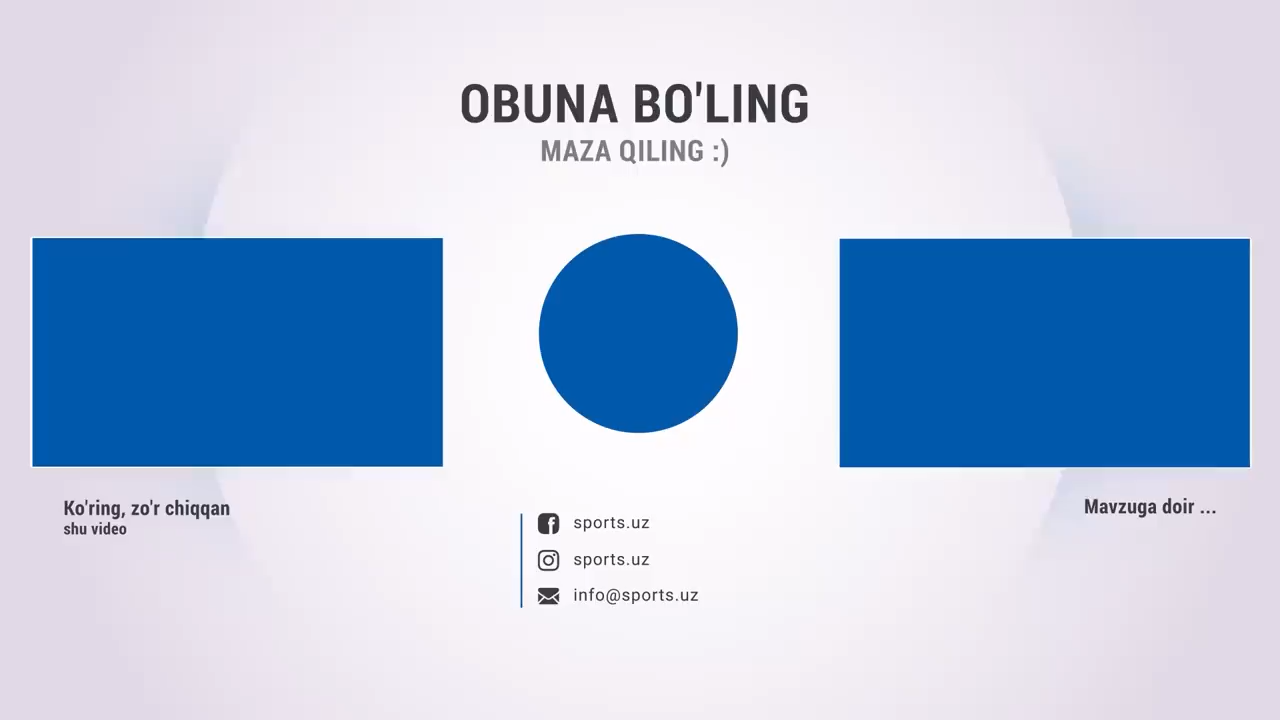 OBUNA BO'LING
MAZA QILING :)
Ko'ring, zo'r chiqqan
shu video
Mavzuga doir ...
sports.uz
sports.uz
info@sports.uz